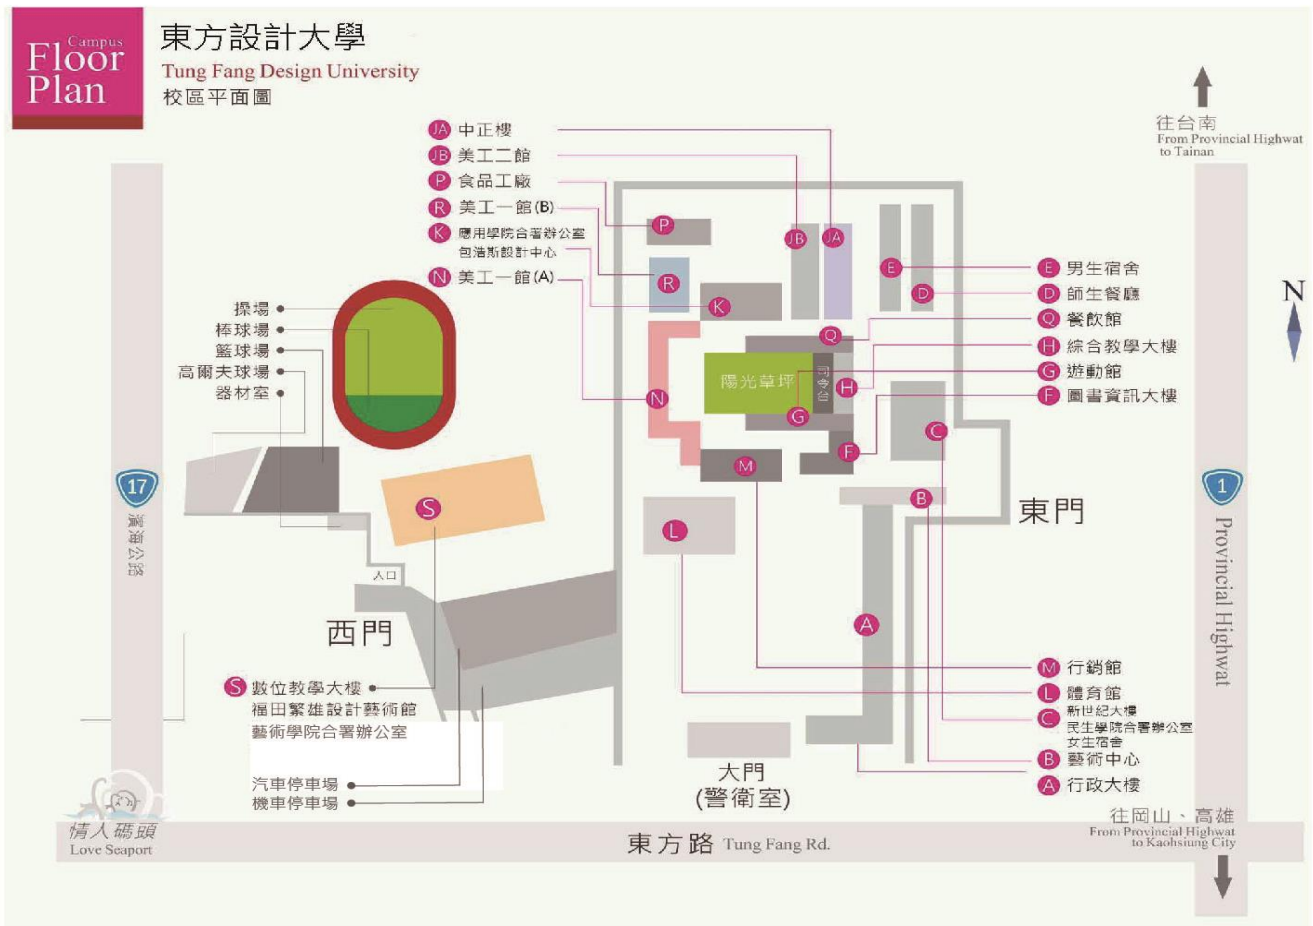 Campus
Floor
Plan
東方設計大學
Tung Fang Design University
校區平面圖
JA 中正樓
JB 美工二館
P 食品工廠
R 美工一館(B)
K 應用學院合署辦公室
包浩斯設計中心
N 美工一館(A)
操場
棒球場
籃球場
高爾夫球場
器材室
往台南
From Provincial Highwat
to Tainan
N
P
R
K
JB
JA
E
D
Q
陽光草坪
司令台
H
G
N
M
F
C
B
L
A
S
E 男生宿舍
D 師生餐廳
Q 餐飲館
H 綜合教學大樓
G 遊動館
F 圖書資訊大樓
東門
17
濱海公路
1
Provincial Highwat
入口
西門
S 數位教學大樓
福田繁雄設計藝術館
藝術學院合署辦公室
汽車停車場
機車停車場
M 行銷館
L 體育館
C 新世紀大樓
民生學院合署辦公室
女生宿舍
B 藝術中心
A 行政大樓
大門
(警衛室)
情人碼頭
Love Seaport
東方路 Tung Fang Rd.
往岡山、高雄
From Provincial Highwat
to Kaohsiung City